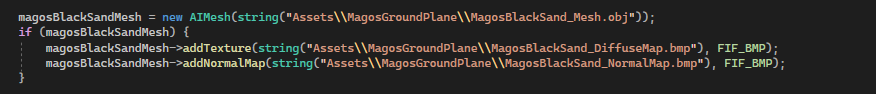 magosBlackSandMesh = new AIMesh(string("Assets\\MagosGroundPlane\\MagosBlackSand_Mesh.obj"));
if (magosBlackSandMesh) {
magosBlackSandMesh->addTexture(string("Assets\\MagosGroundPlane\\MagosBlackSand_DiffuseMap.bmp"), FIF_BMP);
magosBlackSandMesh->addNormalMap(string("Assets\\MagosGroundPlane\\MagosBlackSand_NormalMap.bmp"), FIF_BMP);
}